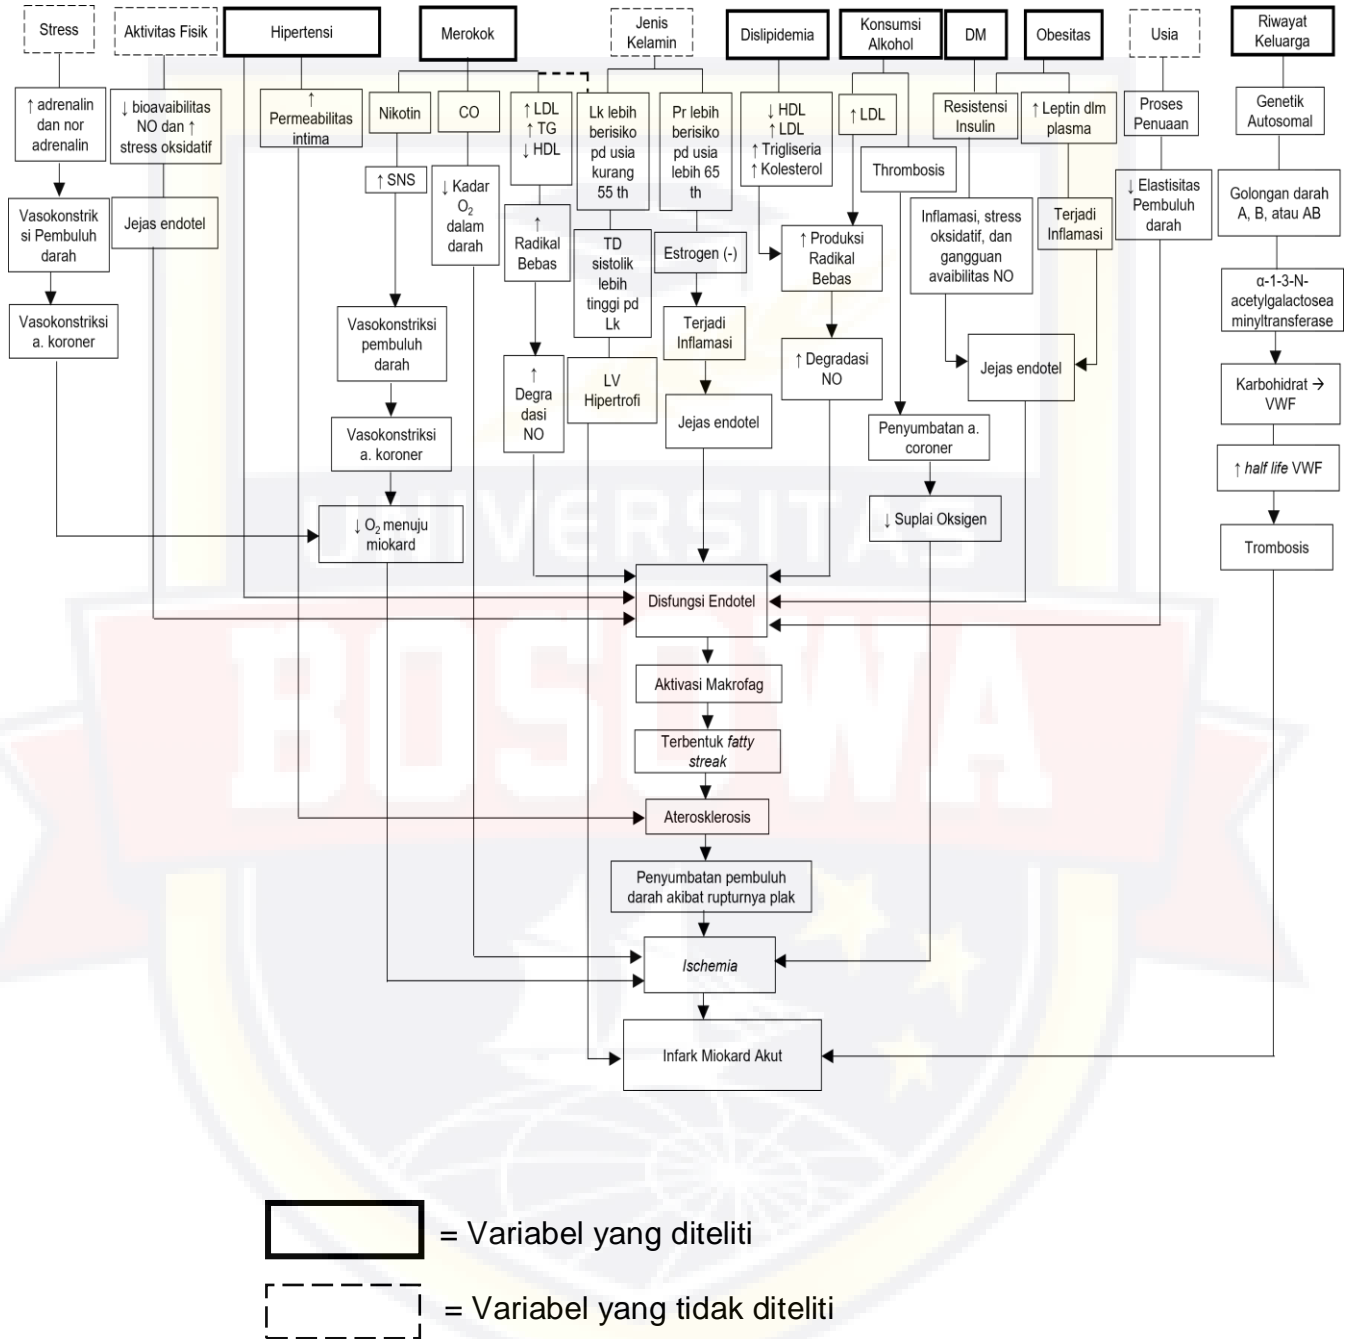 Stress
Aktivitas Fisik
Hipertensi
Merokok
Jenis
Kelamin
Dislipidemia
Konsumsi
Alkohol
DM
Obesitas
Usia
Riwayat
Keluarga
↑ adrenalin
dan nor
adrenalin
↓ bioavaibilitas
NO dan ↑
stress oksidatif
↑
Permeabilitas
intima
Nikotin
CO
↑ LDL
↑ TG
↓ HDL
Lk lebih
berisiko
pd usia
kurang
55 th
Pr lebih
berisiko
pd usia
lebih 65
th
↓ HDL
↑ LDL
↑ Trigliseria
↑ Kolesterol
↑ LDL
Thrombosis
Resistensi
Insulin
↑ Leptin dlm
plasma
Proses
Penuaan
Genetik
Autosomal
Vasokonstrik
si Pembuluh
darah
Jejas endotel
↑ SNS
↓ Kadar
O2
dalam
darah
↑
Radikal
Bebas
TD
sistolik
lebih
tinggi pd
Lk
Estrogen (-)
↑ Produksi
Radikal
Bebas
Inflamasi, stress
oksidatif, dan
gangguan
avaibilitas NO
Terjadi
Inflamasi
↓ Elastisitas
Pembuluh
darah
Golongan darah
A, B, atau AB
Vasokonstriksi
a. koroner
Vasokonstriksi
pembuluh
darah
↑
Degra
dasi
NO
LV
Hipertrofi
Terjadi
Inflamasi
↑ Degradasi
NO
Jejas endotel
α-1-3-N-
acetylgalactosea
minyltransferase
Vasokonstriksi
a. koroner
Jejas endotel
Penyumbatan a.
coroner
Karbohidrat →
VWF
↑ half life VWF
↓ O2 menuju
miokard
↓ Suplai Oksigen
Trombosis
UNIVERSITAS
Disfungsi Endotel
BOSOWA
Aktivasi Makrofag
Terbentuk fatty
streak
Aterosklerosis
Penyumbatan pembuluh
darah akibat rupturnya plak
Ischemia
Infark Miokard Akut
= Variabel yang diteliti
= Variabel yang tidak diteliti